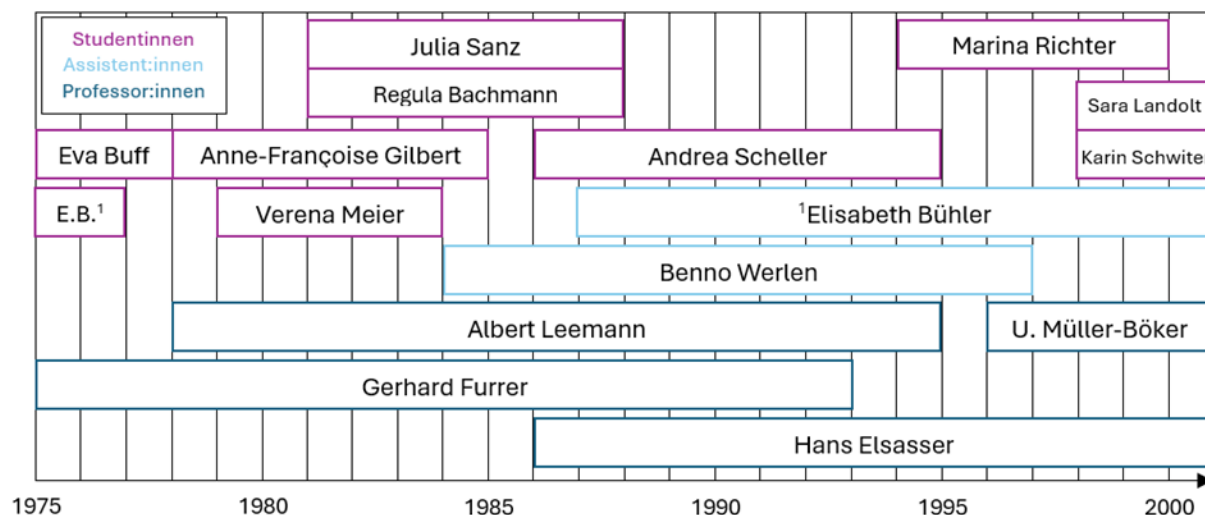 Studentinnen
Assistent:innen
Professor:innen
Julia Sanz
Marina Richter
Regula Bachmann
Sara Landolt
Eva Buff
Anne-Françoise Gilbert
Andrea Scheller
Karin Schwiter
E.B.¹
Verena Meier
¹Elisabeth Bühler
Benno Werlen
Albert Leemann
U. Müller-Böker
Gerhard Furrer
Hans Elsasser
1975 1980 1985 1990 1995 2000